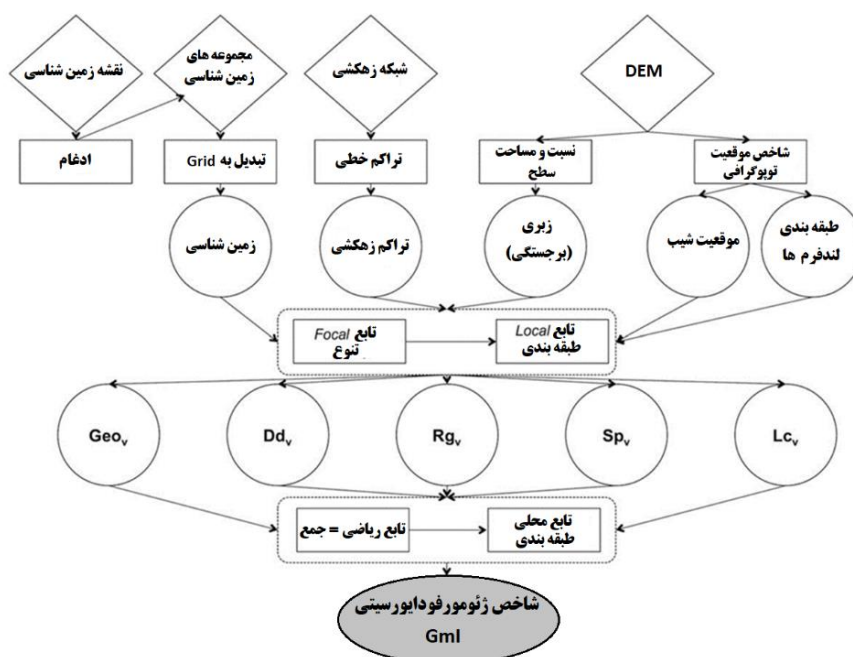 نقشه زمین شناسی
مجموعه های
زمین شناسی
شبکه زهکشی
DEM
ادغام
تبدیل به Grid
تراکم خطی
نسبت و مساحت
سطح
شاخص موقعیت
توپوگرافی
زمین شناسی
تراکم زهکشی
زبری
(برجستگی)
موقعیت شیب
طبقه بندی
لندفرم ها
تابع Focal
تنوع
تابع Local
طبقه بندی
Geov
Ddv
Rgv
Spv
Lcv
تابع ریاضی = جمع
تابع محلی
طبقه بندی
شاخص ژئومورفودایورسیتی
GmI